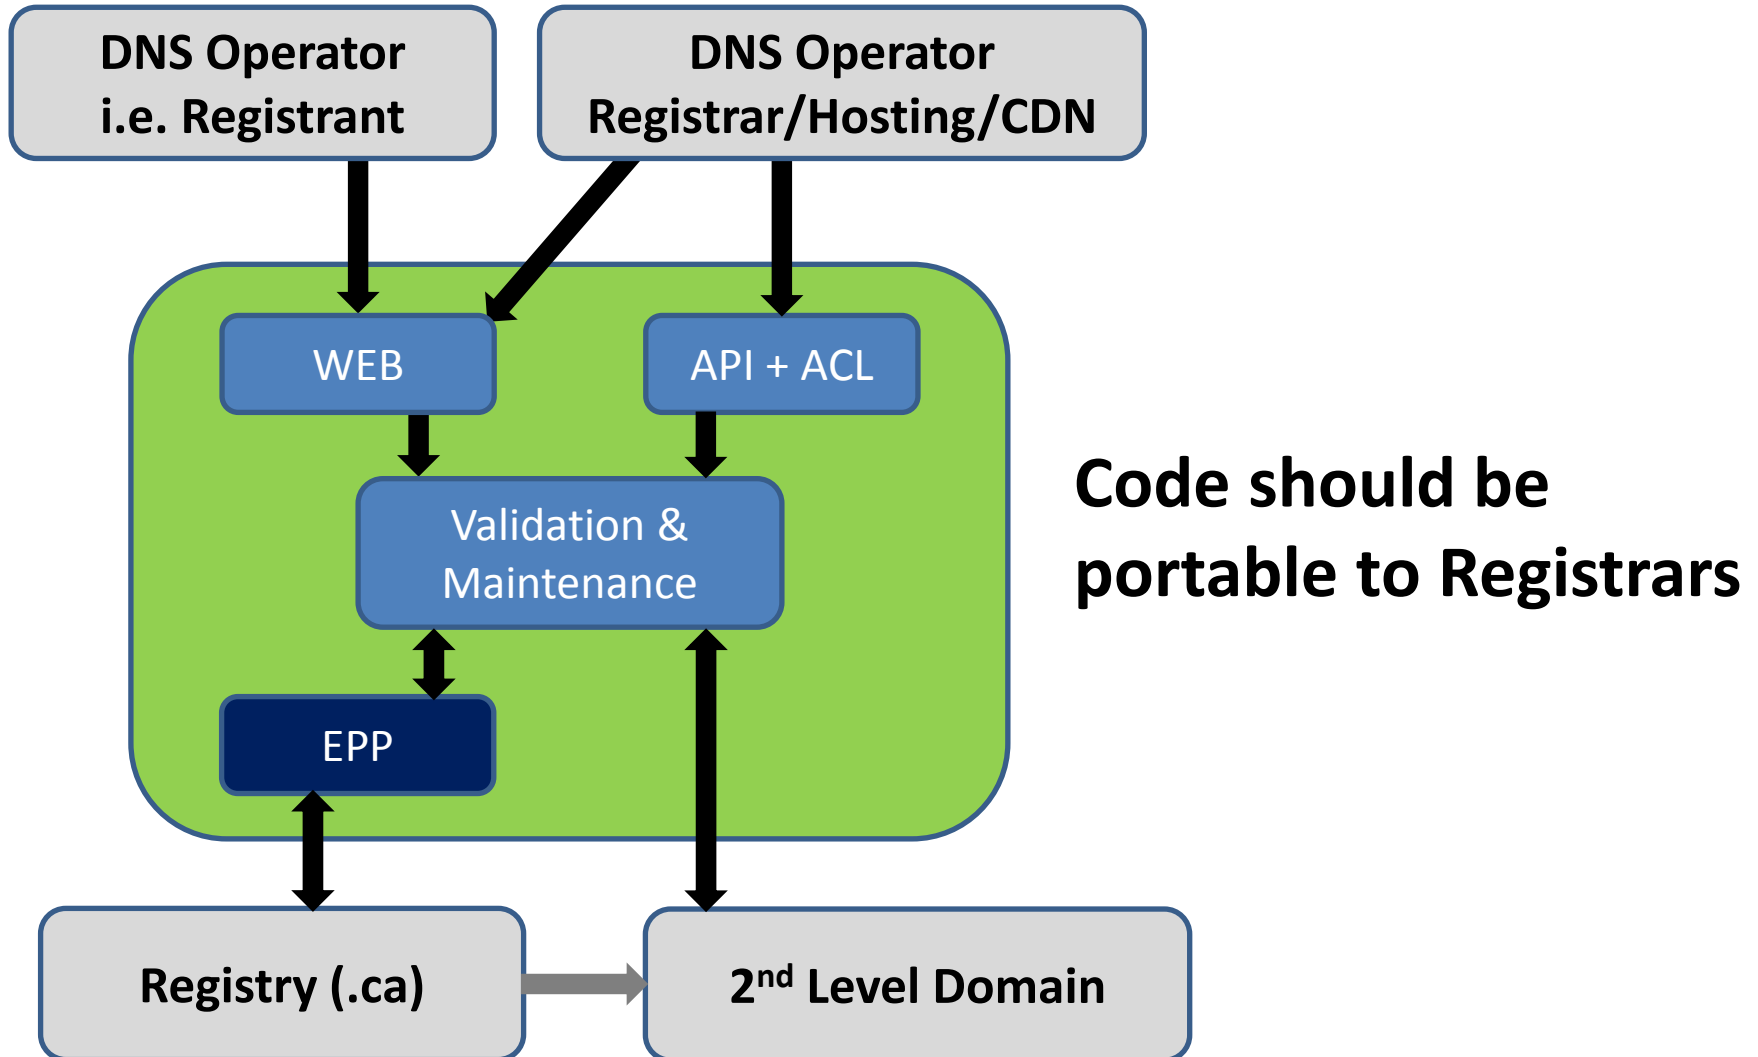 DNS Operator
i.e. Registrant
DNS Operator
Registrar/Hosting/CDN
WEB
API + ACL
Validation &
Maintenance
EPP
Code should be
portable to Registrars
Registry (.ca)
2nd Level Domain